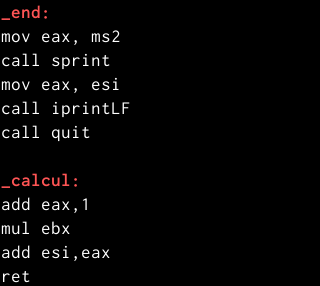 _end:
mov eax, ms2
call sprint
mov eax, esi
call iprintLF
call quit
_calcul:
add eax,1
mul ebx
add esi,eax
ret